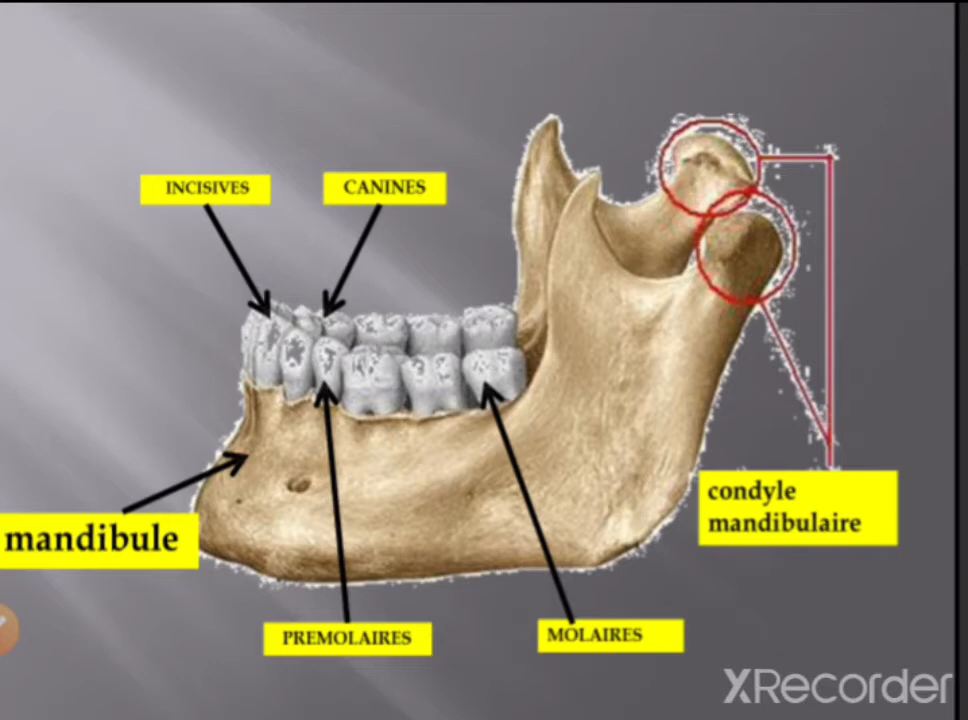 INCISIVES
CANINES
mandibule
condyle
mandibulaire
PREMOLAIRES
MOLAIRES
XRecorder